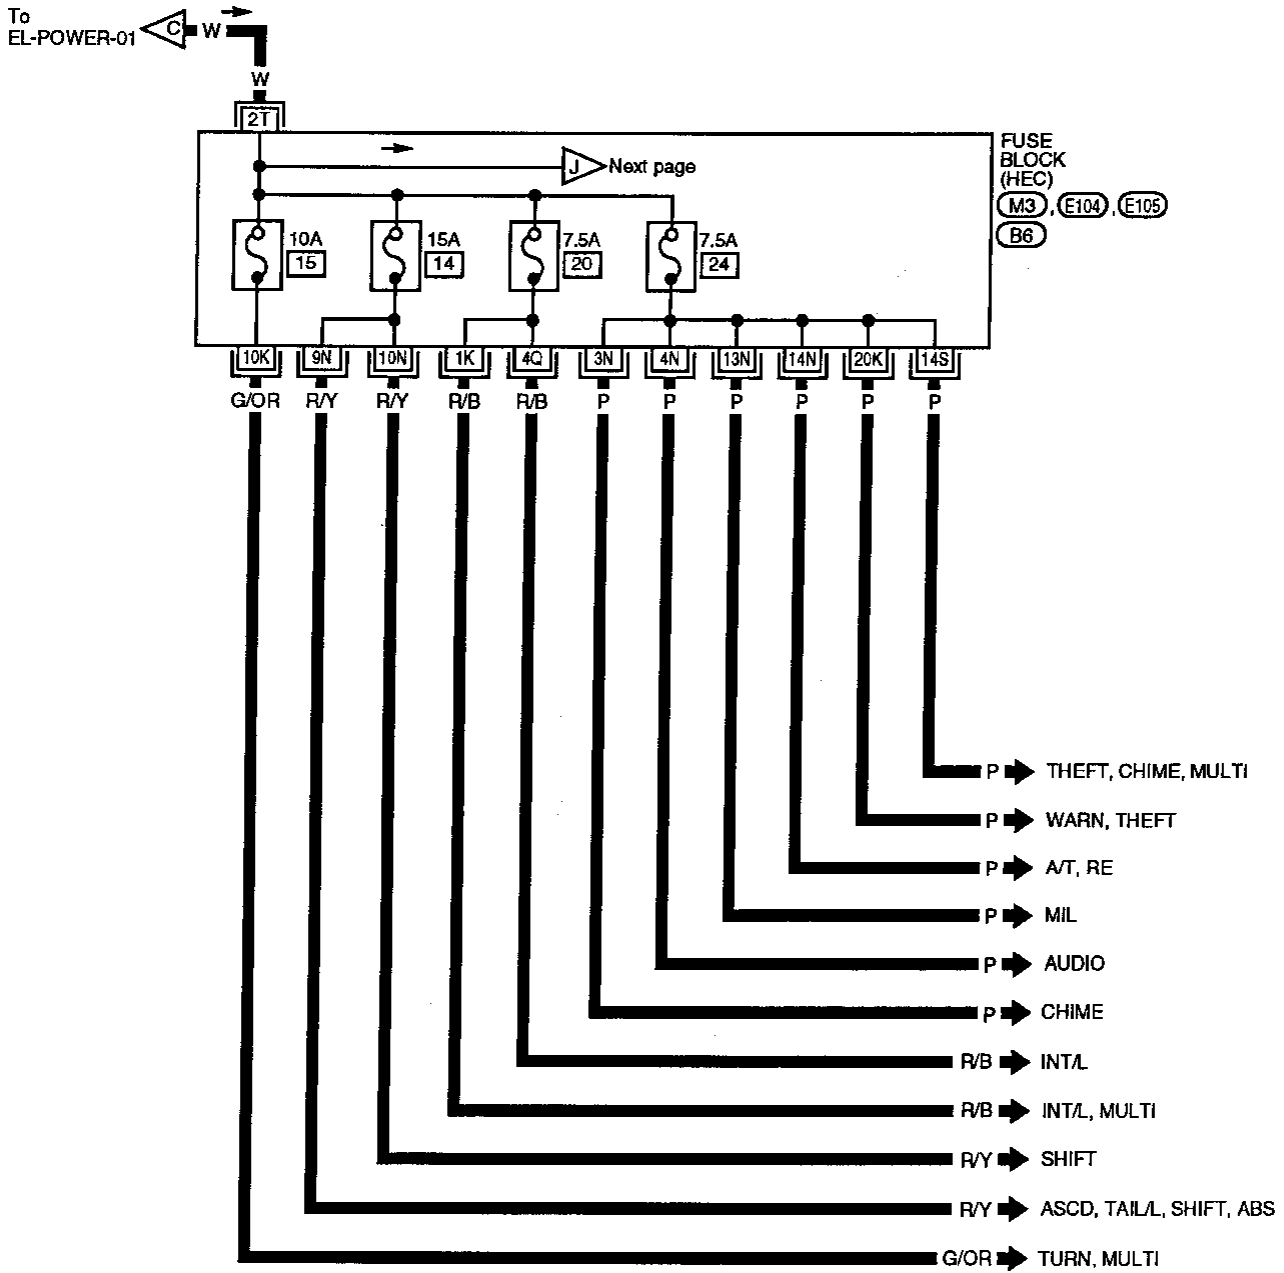 To
EL-POWER-01
C
W
W
2T
FUSE
BLOCK
(HEC)
M3, E104, E105
B6
J
Next page
10A
15
15A
14
7.5A
20
7.5A
24
10K 9N 10N 1K 4Q 3N 4N 13N 14N 20K 14S
G/OR R/Y R/Y R/B R/B P P P P P P
P THEFT, CHIME, MULTI
P WARN, THEFT
P A/T, RE
P MIL
P AUDIO
P CHIME
R/B INT/L
R/B INT/L, MULTI
R/Y SHIFT
R/Y ASCD, TAIL/L, SHIFT, ABS
G/OR TURN, MULTI